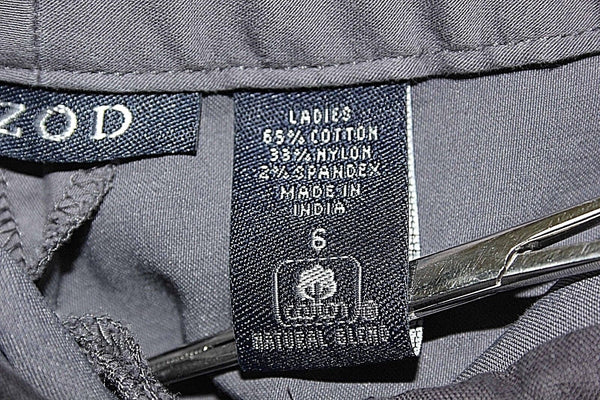 ZOD
LADIES
65% COTTON
33% NYLON
2% SPANDEX
MADE IN
INDIA
6
cotton ®
NATURAL BLEND